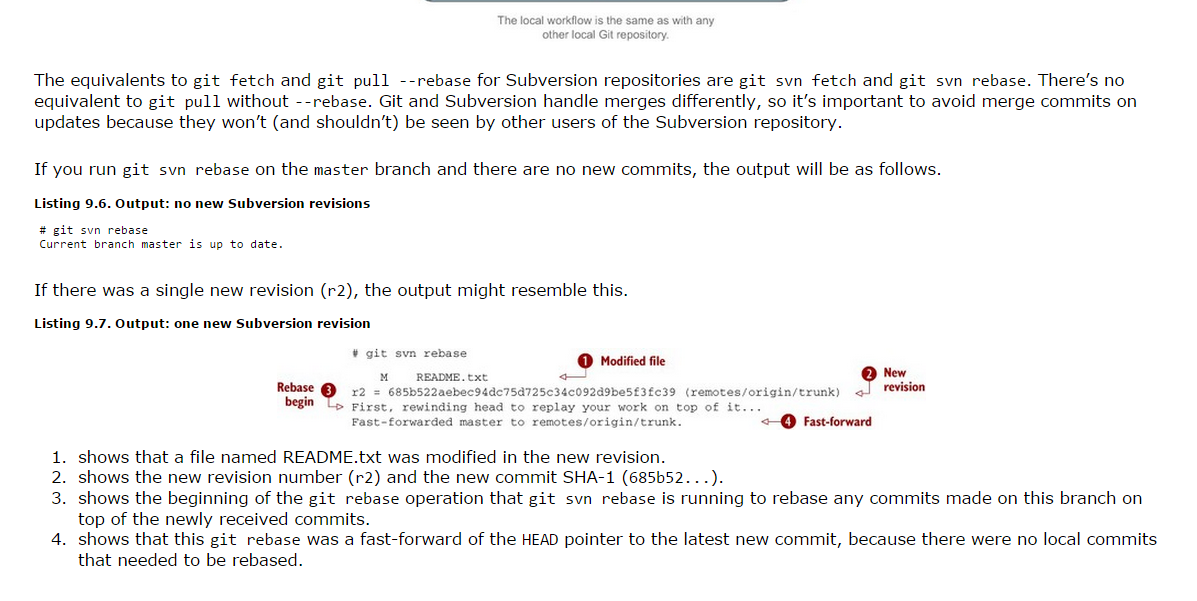 The local workflow is the same as with any
other local Git repository.
The equivalents to git fetch and git pull --rebase for Subversion repositories are git svn fetch and git svn rebase. There’s no
equivalent to git pull without --rebase. Git and Subversion handle merges differently, so it’s important to avoid merge commits on
updates because they won’t (and shouldn’t) be seen by other users of the Subversion repository.
If you run git svn rebase on the master branch and there are no new commits, the output will be as follows.
Listing 9.6. Output: no new Subversion revisions
# git svn rebase
Current branch master is up to date.
If there was a single new revision (r2), the output might resemble this.
Listing 9.7. Output: one new Subversion revision
# git svn rebase
1 Modified file
M README.txt
2 New
revision
Rebase 3
begin
r2 = 685b522aebec94dc75d725c34c092d9be5f3fc39 (remotes/origin/trunk)
First, rewinding head to replay your work on top of it...
Fast-forwarded master to remotes/origin/trunk.
4 Fast-forward
1. shows that a file named README.txt was modified in the new revision.
2. shows the new revision number (r2) and the new commit SHA-1 (685b52...).
3. shows the beginning of the git rebase operation that git svn rebase is running to rebase any commits made on this branch on
top of the newly received commits.
4. shows that this git rebase was a fast-forward of the HEAD pointer to the latest new commit, because there were no local commits
that needed to be rebased.